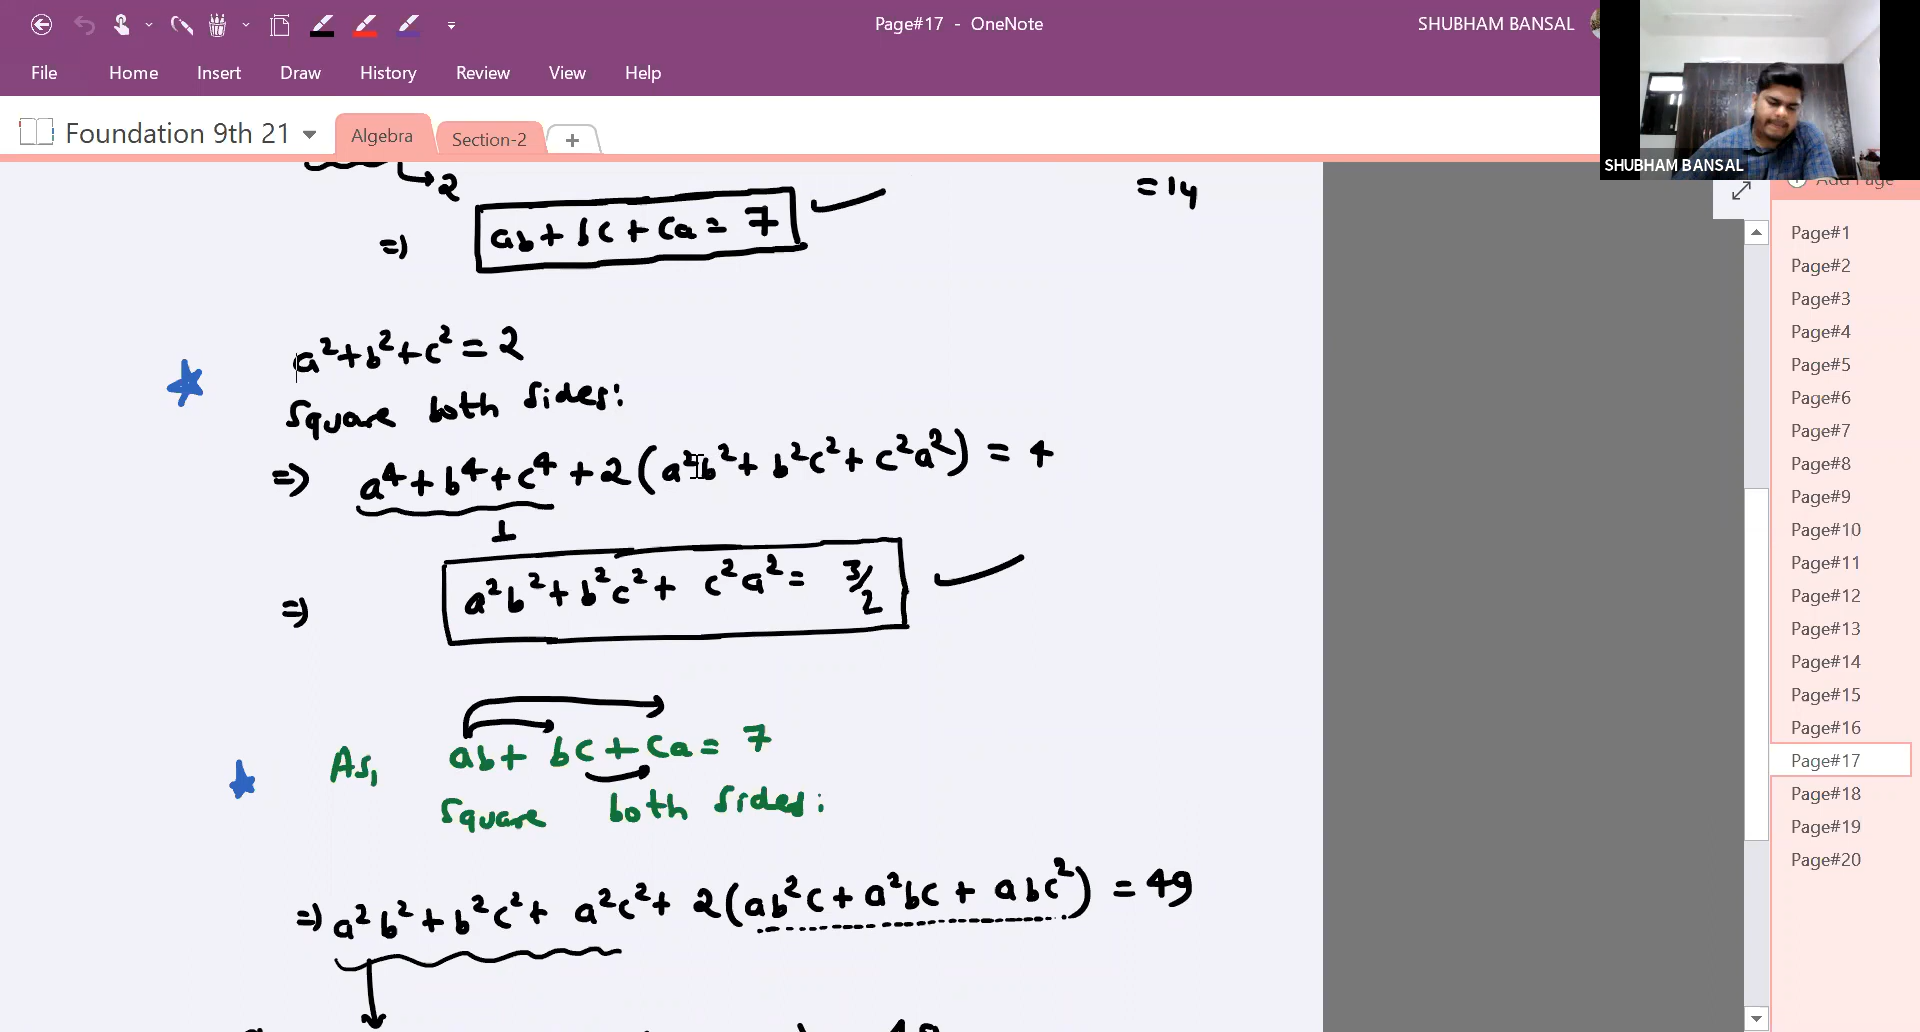 Page#17 - OneNote
SHUBHAM BANSAL
File Home Insert Draw History Review View Help
SHUBHAM BANSAL
Foundation 9th 21
Algebra
Section-2
Add Page
→2
=14
=> ab+bc+ca=7
a²+b²+c²=2
Square both sides:
=> a⁴+b⁴+c⁴+2(a²b²+b²c²+c²a²)=4
1
=> a²b²+b²c²+c²a²=3/2
As, ab+bc+ca=7
Square both sides:
=> a²b²+b²c²+a²c²+2(ab²c+a²bc+abc²)=49
Page#1
Page#2
Page#3
Page#4
Page#5
Page#6
Page#7
Page#8
Page#9
Page#10
Page#11
Page#12
Page#13
Page#14
Page#15
Page#16
Page#17
Page#18
Page#19
Page#20